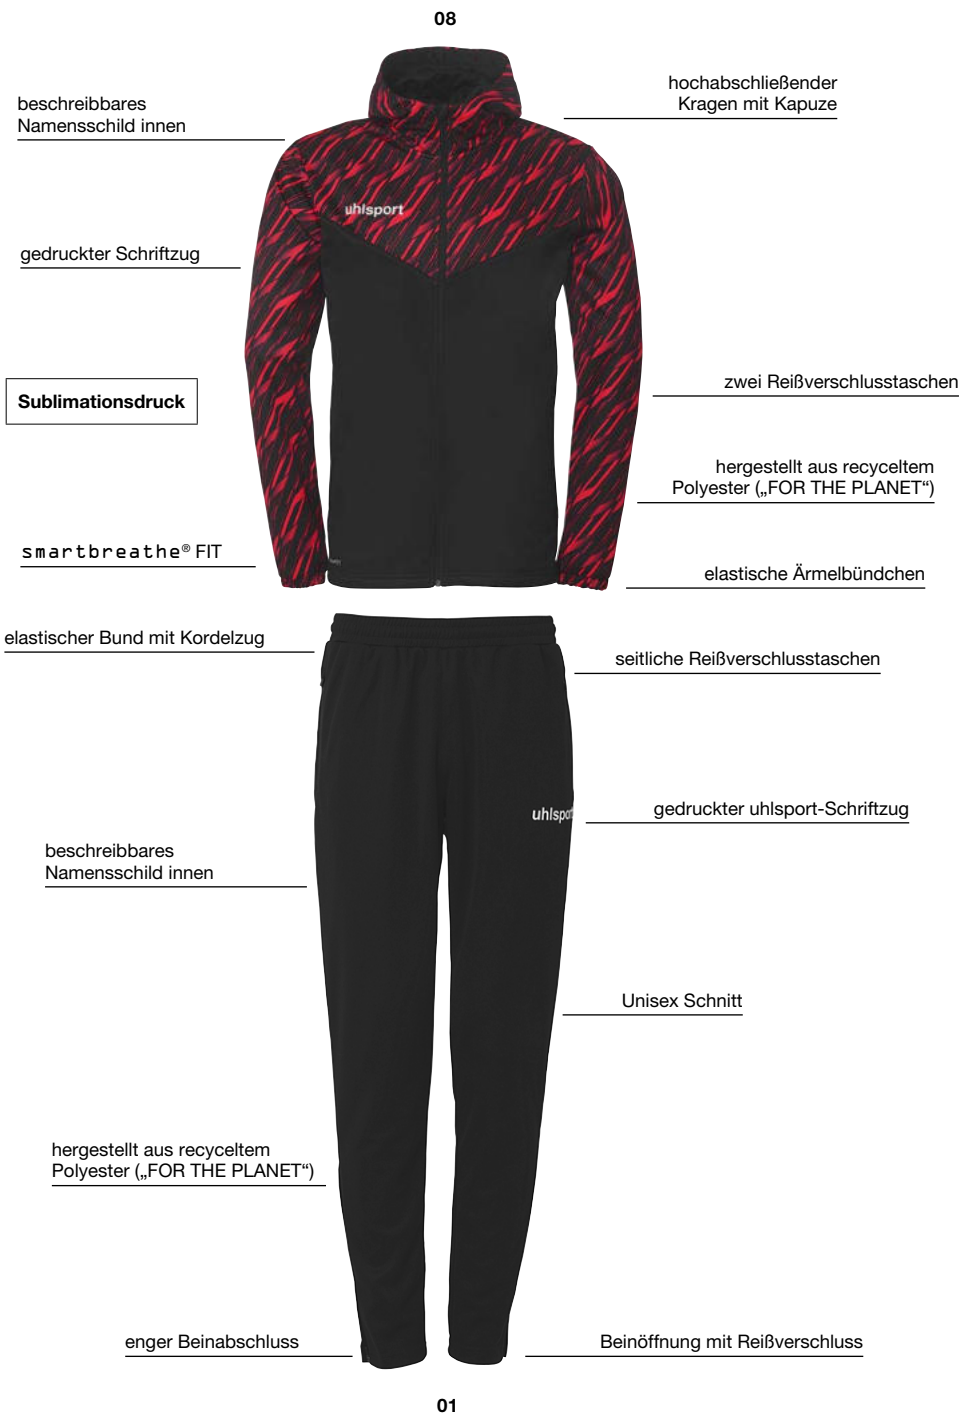 08
beschreibbares
Namensschild innen
hochabschließender
Kragen mit Kapuze
uhlsport
gedruckter Schriftzug
zwei Reißverschlusstaschen
Sublimationsdruck
hergestellt aus recyceltem
Polyester („FOR THE PLANET“)
smartbreathe® FIT
elastische Ärmelbündchen
elastischer Bund mit Kordelzug
seitliche Reißverschlusstaschen
gedruckter uhlsport-Schriftzug
uhlsport
beschreibbares
Namensschild innen
Unisex Schnitt
hergestellt aus recyceltem
Polyester („FOR THE PLANET“)
enger Beinabschluss
Beinöffnung mit Reißverschluss
01